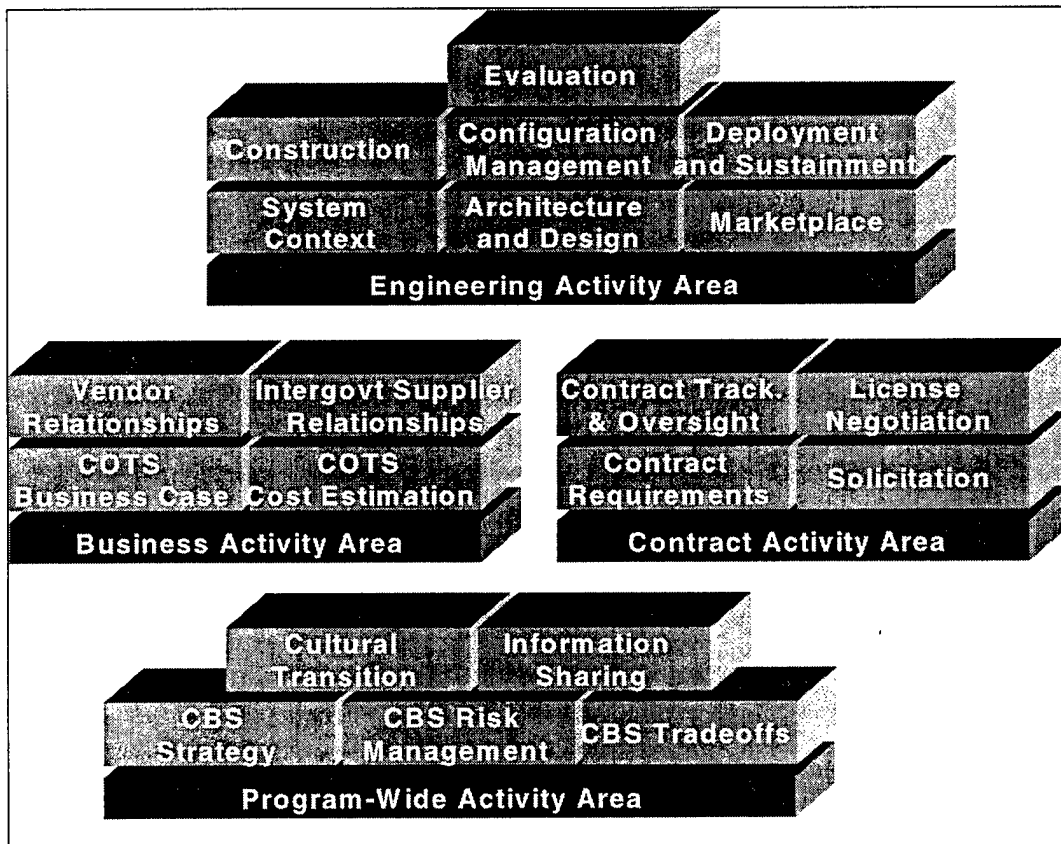 Evaluation
Construction
Configuration
Management
Deployment
and Sustainment
System
Context
Architecture
and Design
Marketplace
Engineering Activity Area
Vendor
Relationships
Intergovt Supplier
Relationships
COTS
Business Case
COTS
Cost Estimation
Business Activity Area
Contract Track.
& Oversight
License
Negotiation
Contract
Requirements
Solicitation
Contract Activity Area
Cultural
Transition
Information
Sharing
CBS
Strategy
CBS Risk
Management
CBS Tradeoffs
Program-Wide Activity Area